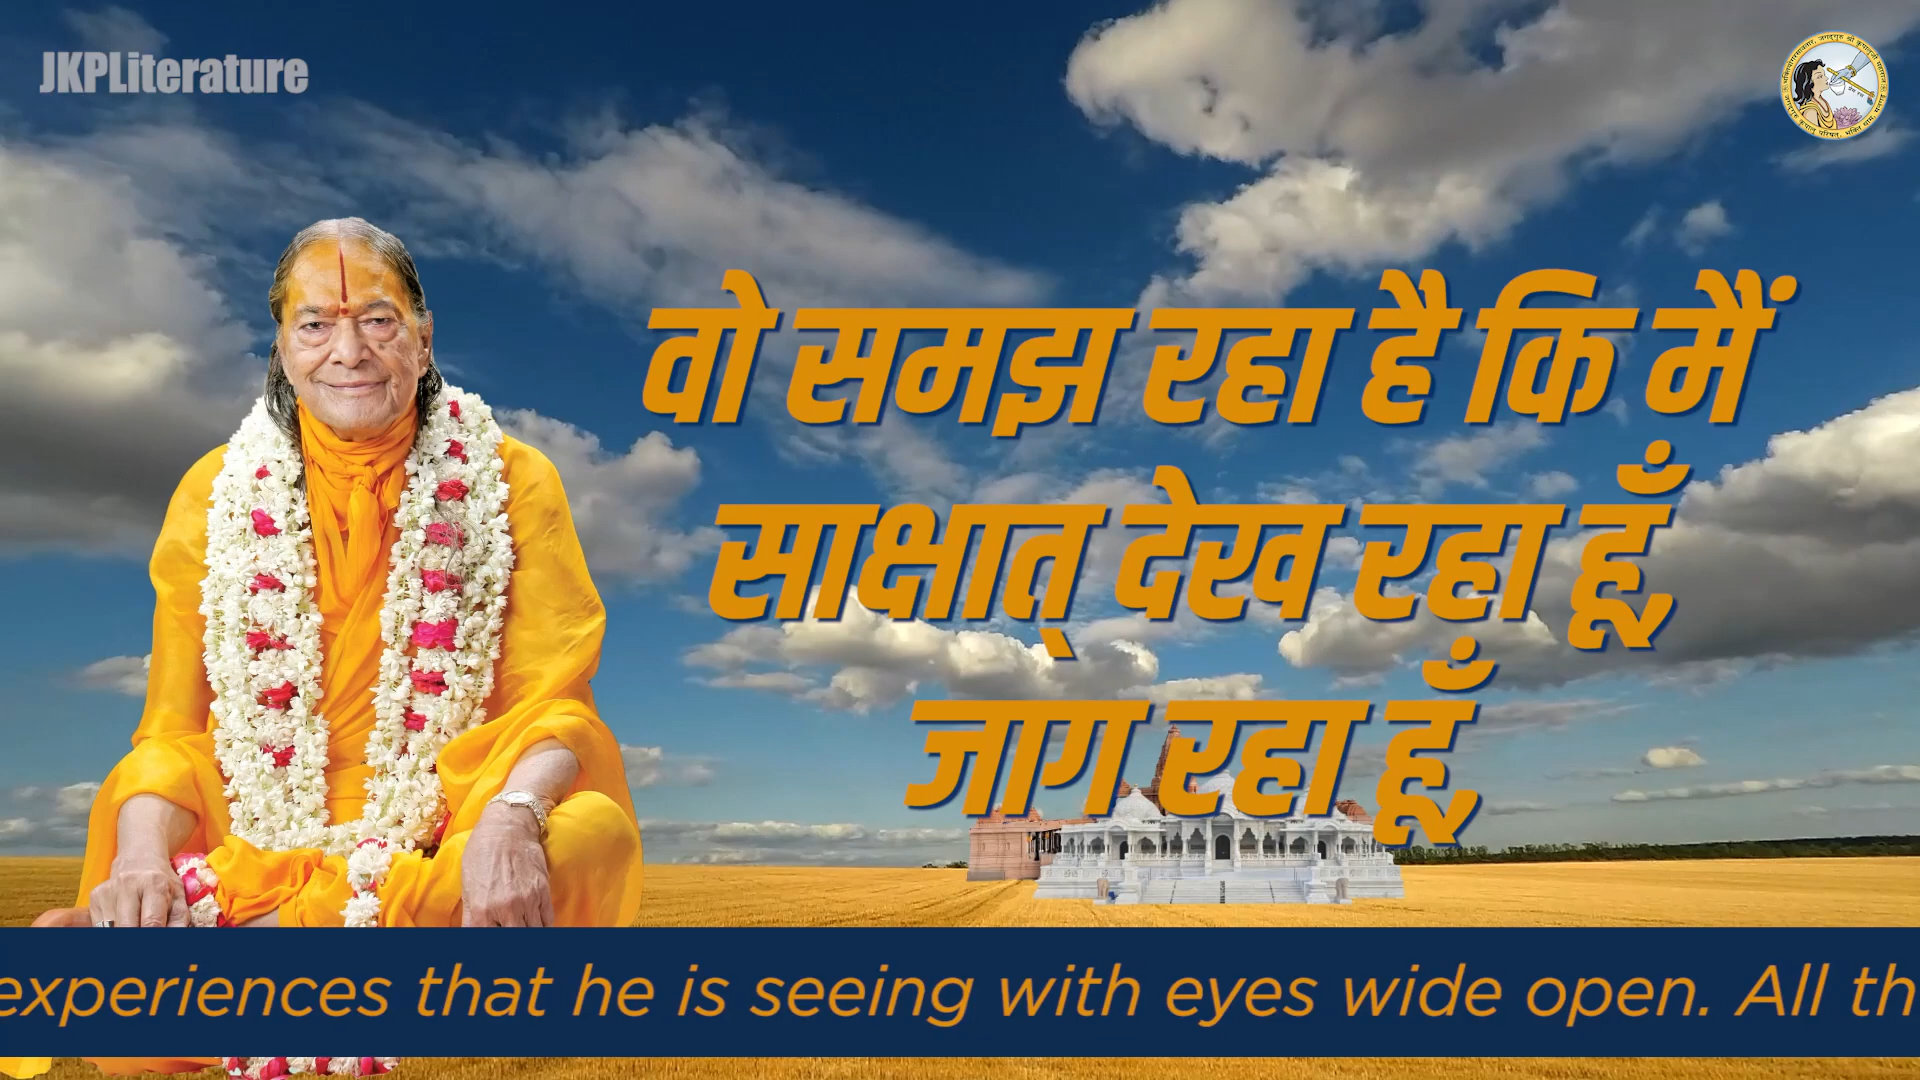 JKPLiterature
वो समझ रहा है कि मैं
साक्षात् देख रहा हूँ,
जाग रहा हूँ,
experiences that he is seeing with eyes wide open. All th